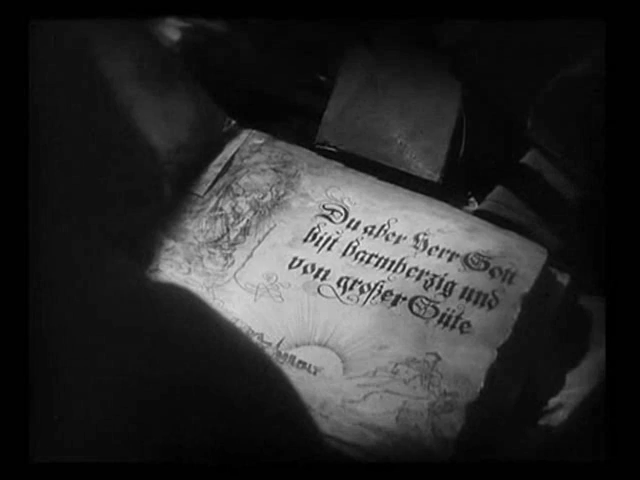 Du aber Herr Gott
bist barmherzig und
von großer Güte